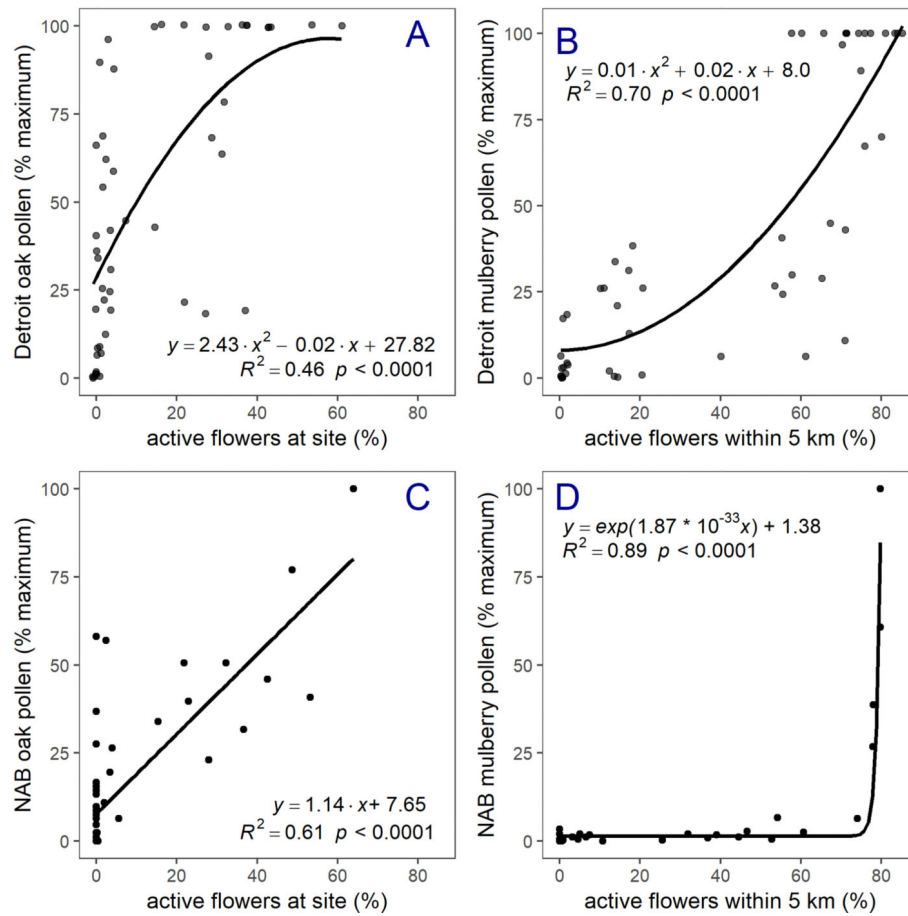 A
Detroit oak pollen (% maximum)
100
75
50
25
0
y = 2.43 · x² − 0.02 · x + 27.82
R² = 0.46 p < 0.0001
0 20 40 60 80
active flowers at site (%)
B
Detroit mulberry pollen (% maximum)
100
75
50
25
0
y = 0.01 · x² + 0.02 · x + 8.0
R² = 0.70 p < 0.0001
0 20 40 60 80
active flowers within 5 km (%)
C
NAB oak pollen (% maximum)
100
75
50
25
0
y = 1.14 · x + 7.65
R² = 0.61 p < 0.0001
0 20 40 60 80
active flowers at site (%)
D
NAB mulberry pollen (% maximum)
100
75
50
25
0
y = exp(1.87 * 10⁻³³x) + 1.38
R² = 0.89 p < 0.0001
0 20 40 60 80
active flowers within 5 km (%)